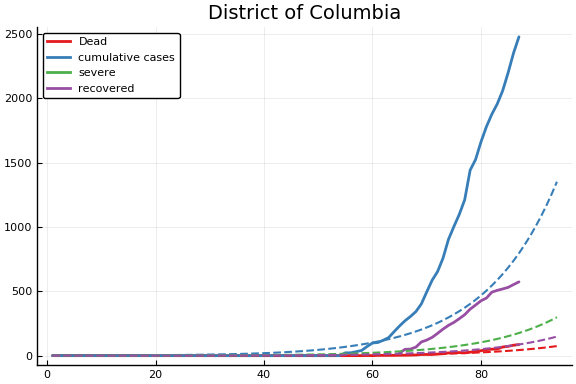 District of Columbia
Dead
cumulative cases
severe
recovered
2500
2000
1500
1000
500
0
0 20 40 60 80